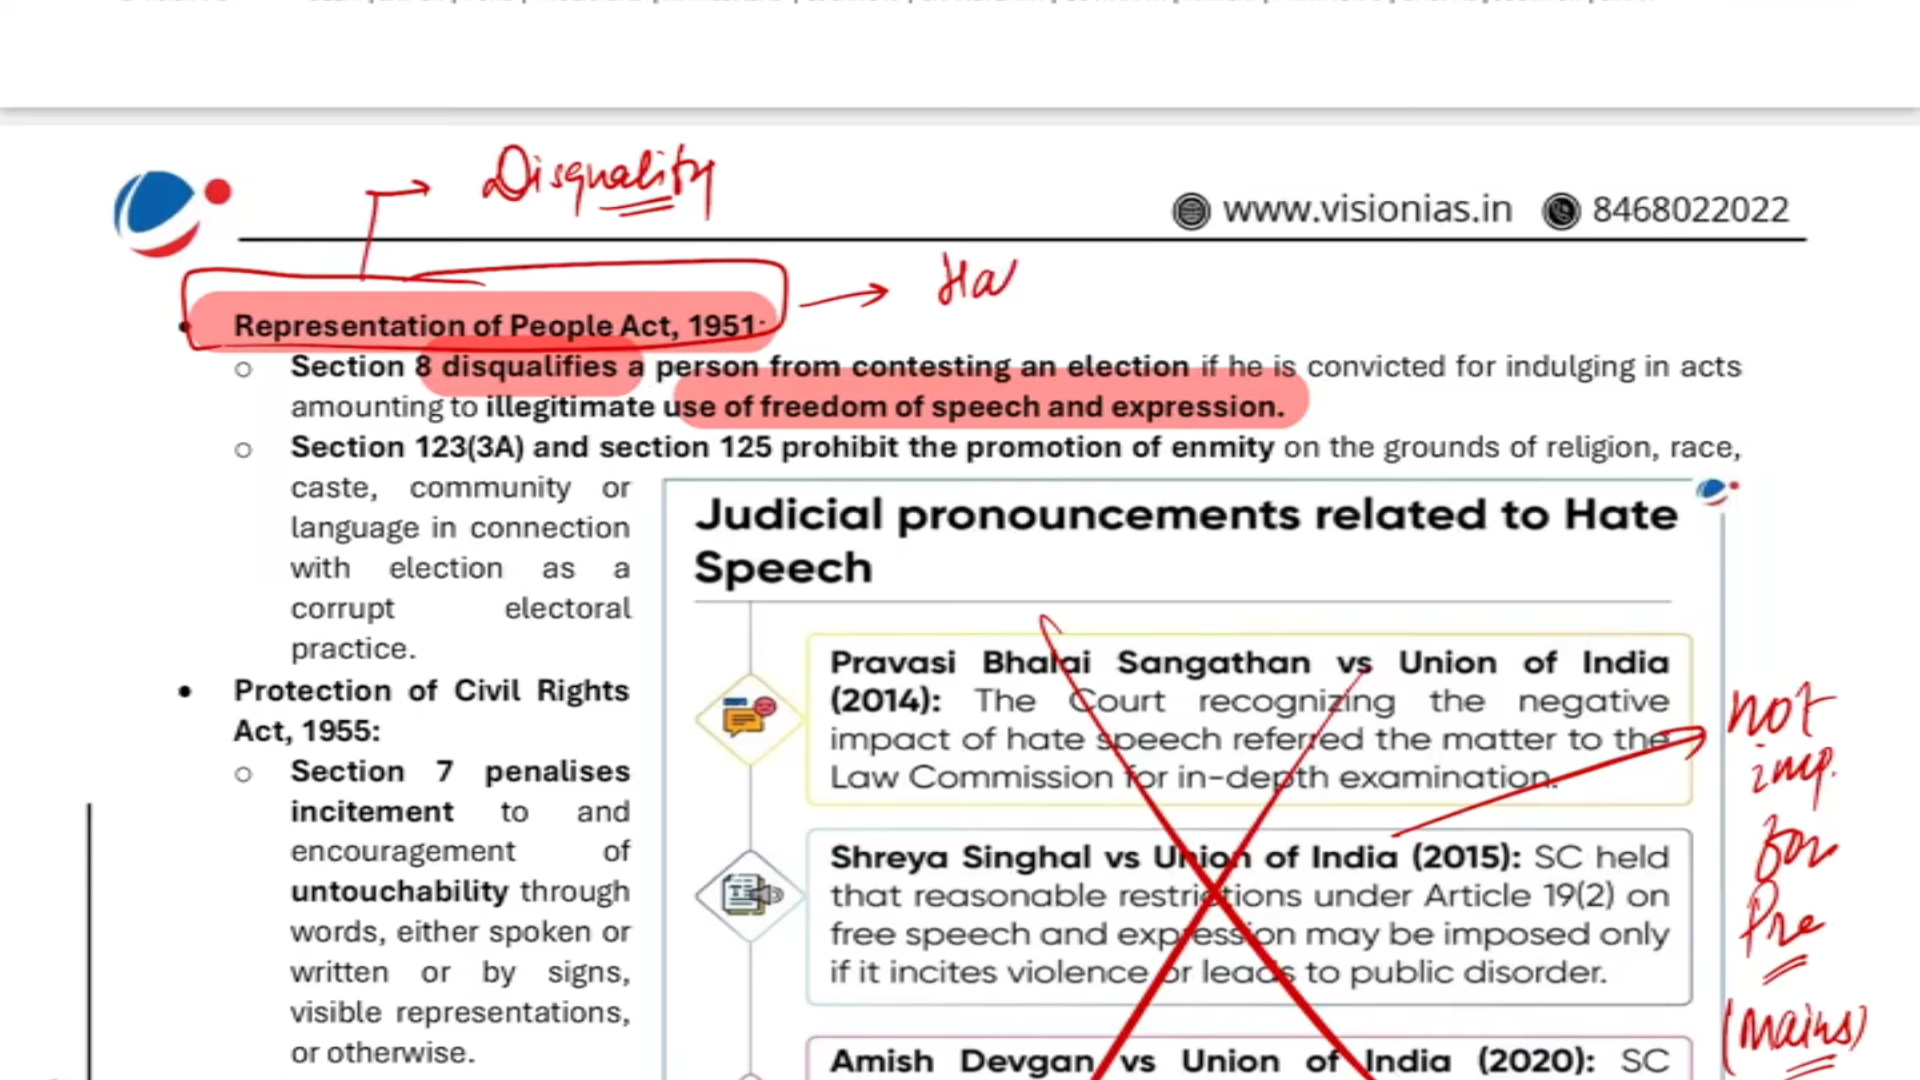 Disqualify
www.visionias.in 8468022022
Ha
• Representation of People Act, 1951:
○ Section 8 disqualifies a person from contesting an election if he is convicted for indulging in acts
amounting to illegitimate use of freedom of speech and expression.
○ Section 123(3A) and section 125 prohibit the promotion of enmity on the grounds of religion, race,
caste, community or
language in connection
with election as a
corrupt electoral
practice.
• Protection of Civil Rights
Act, 1955:
○ Section 7 penalises
incitement to and
encouragement of
untouchability through
words, either spoken or
written or by signs,
visible representations,
or otherwise.
Judicial pronouncements related to Hate
Speech
Pravasi Bhalai Sangathan vs Union of India
(2014): The Court recognizing the negative
impact of hate speech referred the matter to the
Law Commission for in-depth examination.
Shreya Singhal vs Union of India (2015): SC held
that reasonable restrictions under Article 19(2) on
free speech and expression may be imposed only
if it incites violence or leads to public disorder.
Amish Devgan vs Union of India (2020): SC
not
imp.
for
Pre
(Mains)